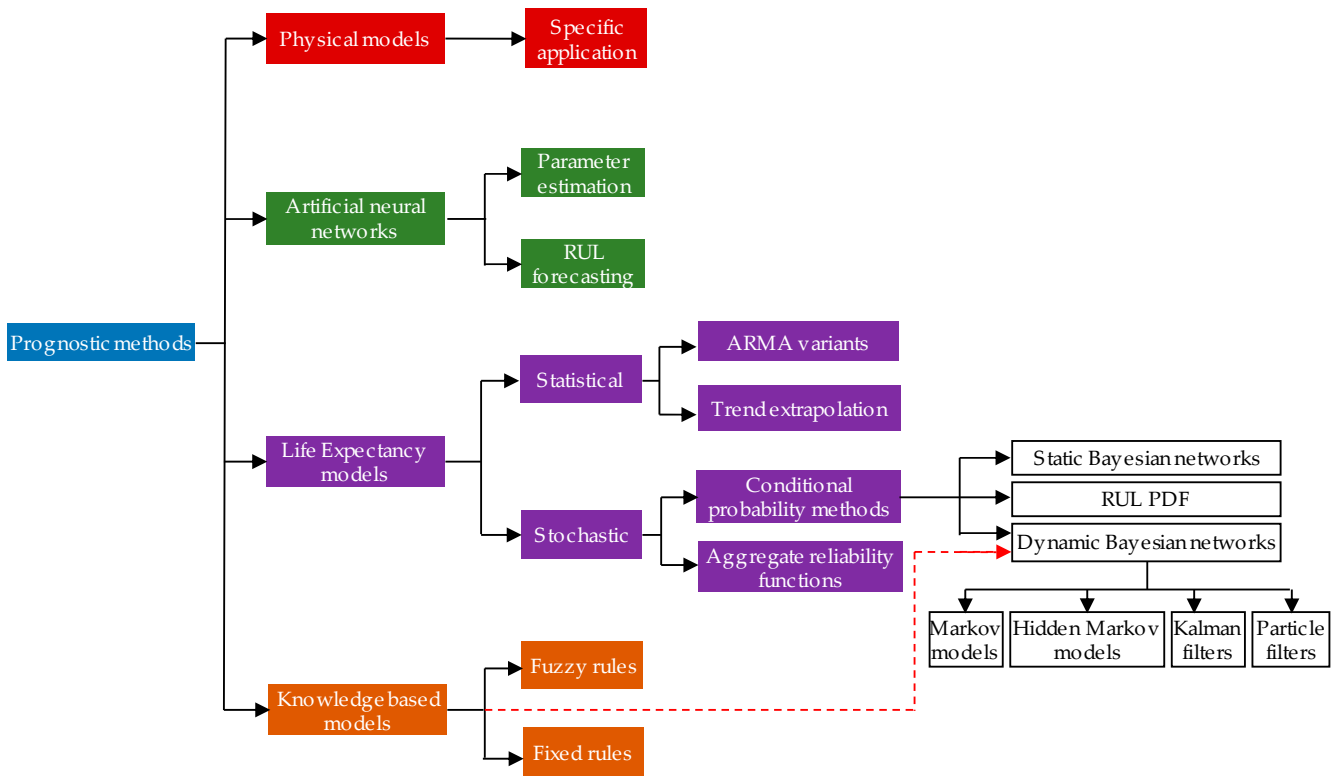 Physical models
Specific
application
Artificial neural
networks
Parameter
estimation
RUL
forecasting
Prognostic methods
Life Expectancy
models
Statistical
ARMA variants
Trend extrapolation
Stochastic
Conditional
probability methods
Aggregate reliability
functions
Static Bayesian networks
RUL PDF
Dynamic Bayesian networks
Markov
models
Hidden Markov
models
Kalman
filters
Particle
filters
Knowledge based
models
Fuzzy rules
Fixed rules